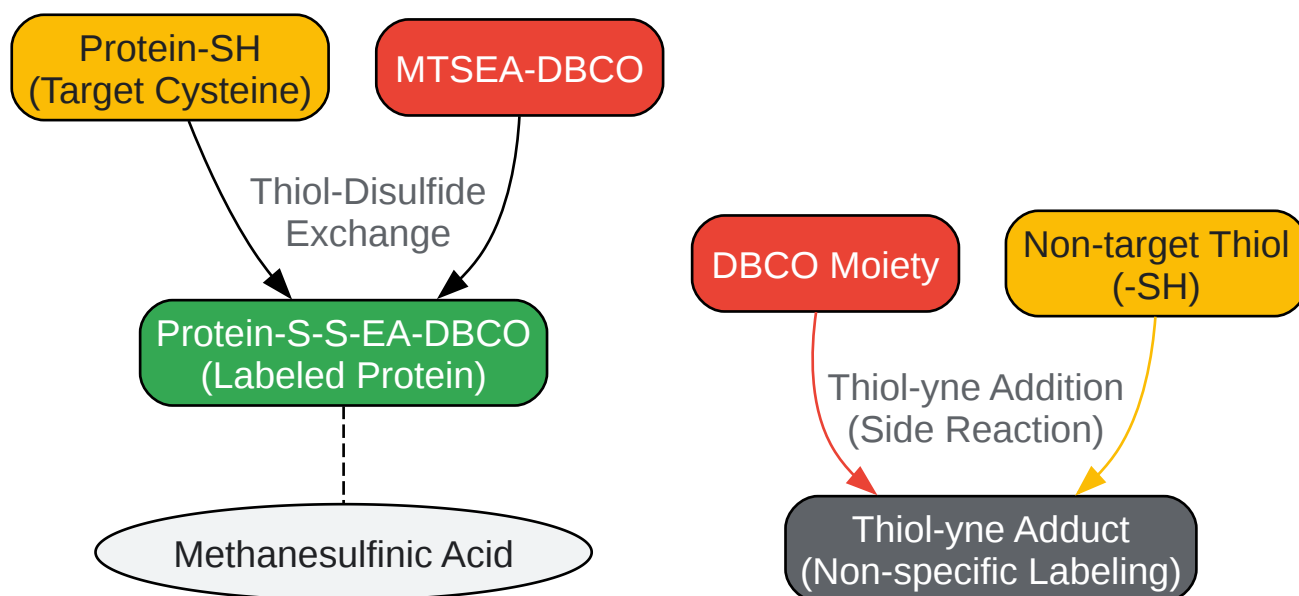 Protein-SH
(Target Cysteine)
MTSEA-DBCO
Thiol-Disulfide
Exchange
Protein-S-S-EA-DBCO
(Labeled Protein)
Methanesulfinic Acid
DBCO Moiety
Non-target Thiol
(-SH)
Thiol-yne Addition
(Side Reaction)
Thiol-yne Adduct
(Non-specific Labeling)